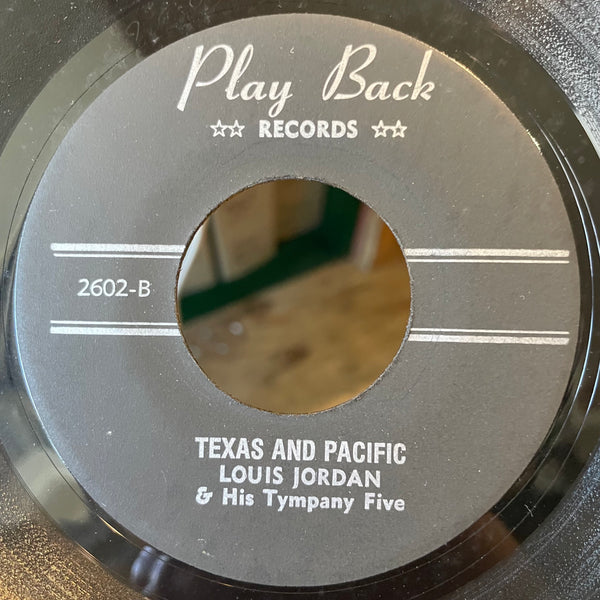 Play Back
☆☆ RECORDS ☆☆
2602-B
TEXAS AND PACIFIC
LOUIS JORDAN
& His Tympany Five